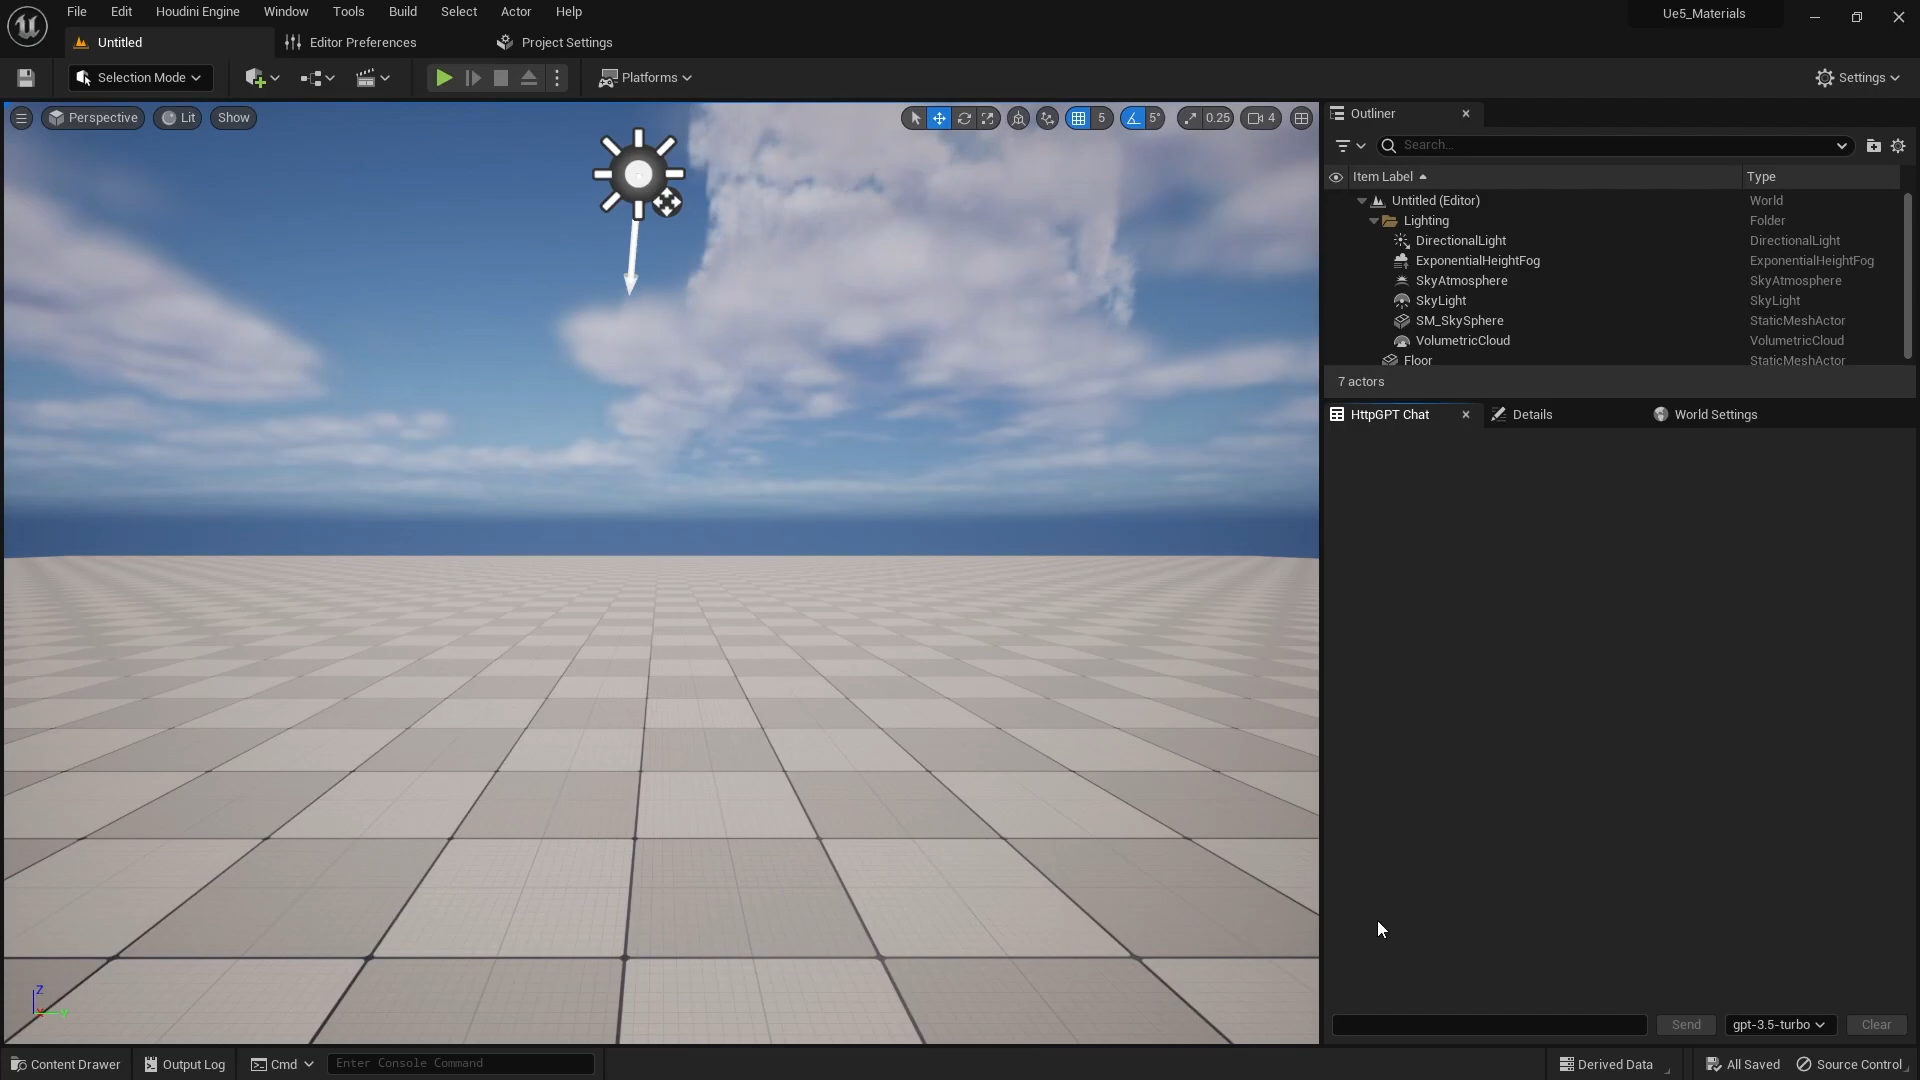 File Edit Houdini Engine Window Tools Build Select Actor Help
Ue5_Materials
Untitled Editor Preferences Project Settings
Selection Mode Platforms Settings
Perspective Lit Show 5 5° 0.25 4
Outliner
Search...
Item Label Type
Untitled (Editor) World
Lighting Folder
DirectionalLight DirectionalLight
ExponentialHeightFog ExponentialHeightFog
SkyAtmosphere SkyAtmosphere
SkyLight SkyLight
SM_SkySphere StaticMeshActor
VolumetricCloud VolumetricCloud
Floor StaticMeshActor
7 actors
HttpGPT Chat Details World Settings
Z
Send gpt-3.5-turbo Clear
Content Drawer Output Log Cmd Enter Console Command Derived Data All Saved Source Control